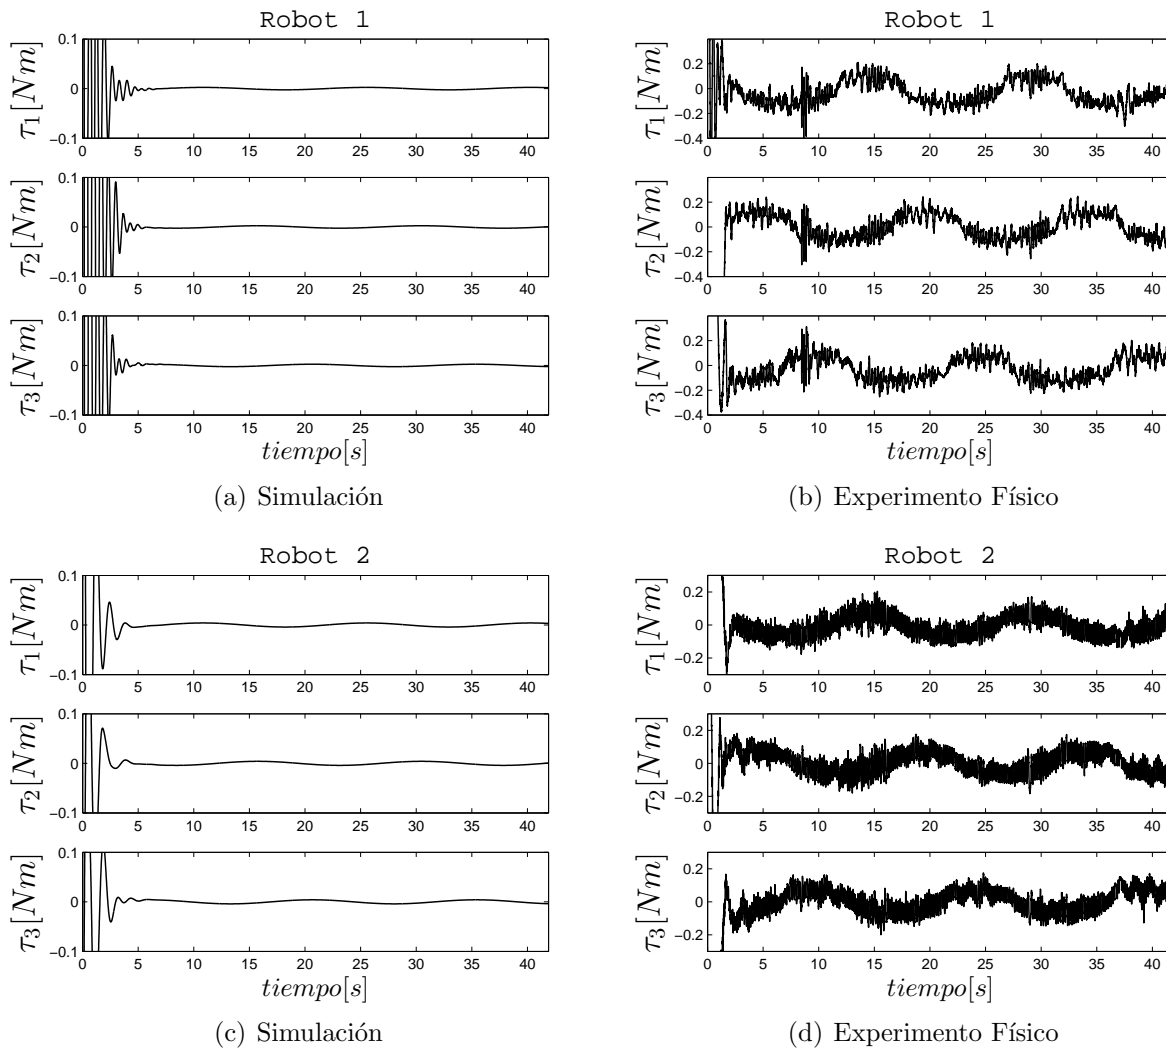 Robot 1
τ1[Nm]
0.1
0
−0.1
0 5 10 15 20 25 30 35 40
τ2[Nm]
0.1
0
−0.1
0 5 10 15 20 25 30 35 40
τ3[Nm]
0.1
0
−0.1
0 5 10 15 20 25 30 35 40
tiempo[s]
(a) Simulación
Robot 1
τ1[Nm]
0.2
0
−0.2
−0.4
0 5 10 15 20 25 30 35 40
τ2[Nm]
0.2
0
−0.2
−0.4
0 5 10 15 20 25 30 35 40
τ3[Nm]
0.2
0
−0.2
−0.4
0 5 10 15 20 25 30 35 40
tiempo[s]
(b) Experimento Físico
Robot 2
τ1[Nm]
0.1
0
−0.1
0 5 10 15 20 25 30 35 40
τ2[Nm]
0.1
0
−0.1
0 5 10 15 20 25 30 35 40
τ3[Nm]
0.1
0
−0.1
0 5 10 15 20 25 30 35 40
tiempo[s]
(c) Simulación
Robot 2
τ1[Nm]
0.2
0
−0.2
0 5 10 15 20 25 30 35 40
τ2[Nm]
0.2
0
−0.2
0 5 10 15 20 25 30 35 40
τ3[Nm]
0.2
0
−0.2
0 5 10 15 20 25 30 35 40
tiempo[s]
(d) Experimento Físico